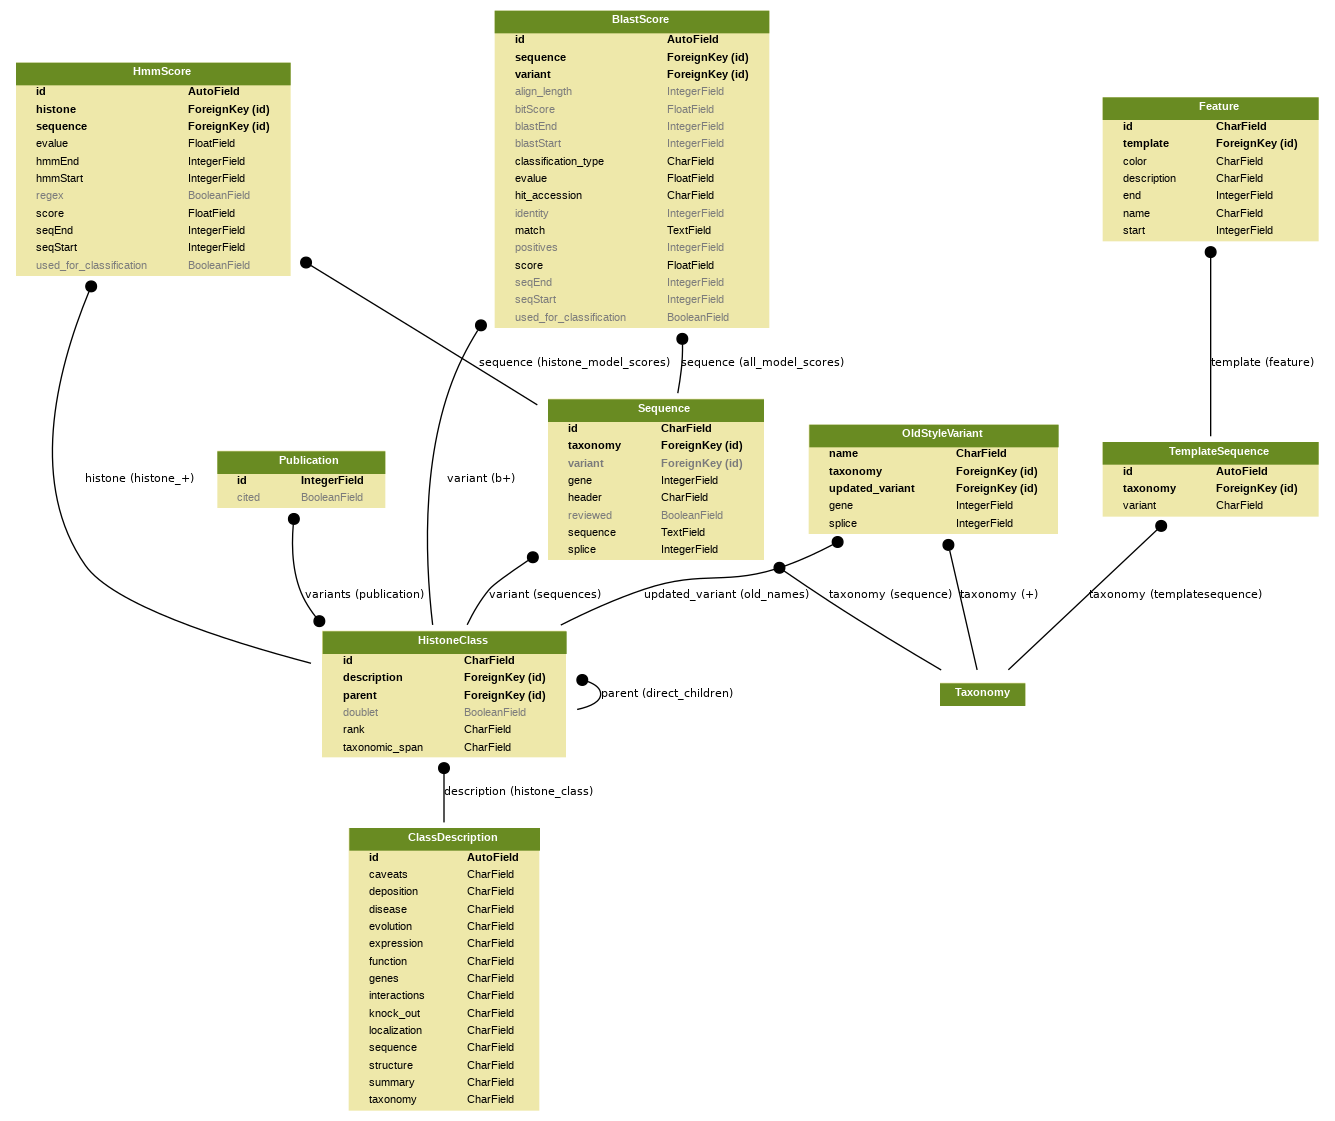 BlastScore
id AutoField
sequence ForeignKey (id)
variant ForeignKey (id)
align_length IntegerField
bitScore FloatField
blastEnd IntegerField
blastStart IntegerField
classification_type CharField
evalue FloatField
hit_accession CharField
identity IntegerField
match TextField
positives IntegerField
score FloatField
seqEnd IntegerField
seqStart IntegerField
used_for_classification BooleanField
HmmScore
id AutoField
histone ForeignKey (id)
sequence ForeignKey (id)
evalue FloatField
hmmEnd IntegerField
hmmStart IntegerField
regex BooleanField
score FloatField
seqEnd IntegerField
seqStart IntegerField
used_for_classification BooleanField
Feature
id CharField
template ForeignKey (id)
color CharField
description CharField
end IntegerField
name CharField
start IntegerField
sequence (histone_model_scores)
sequence (all_model_scores)
template (feature)
Sequence
id CharField
taxonomy ForeignKey (id)
variant ForeignKey (id)
gene IntegerField
header CharField
reviewed BooleanField
sequence TextField
splice IntegerField
OldStyleVariant
name CharField
taxonomy ForeignKey (id)
updated_variant ForeignKey (id)
gene IntegerField
splice IntegerField
TemplateSequence
id AutoField
taxonomy ForeignKey (id)
variant CharField
Publication
id IntegerField
cited BooleanField
histone (histone_+)
variant (b+)
variants (publication)
variant (sequences)
updated_variant (old_names)
taxonomy (sequence)
taxonomy (+)
taxonomy (templatesequence)
HistoneClass
id CharField
description ForeignKey (id)
parent ForeignKey (id)
doublet BooleanField
rank CharField
taxonomic_span CharField
parent (direct_children)
Taxonomy
description (histone_class)
ClassDescription
id AutoField
caveats CharField
deposition CharField
disease CharField
evolution CharField
expression CharField
function CharField
genes CharField
interactions CharField
knock_out CharField
localization CharField
sequence CharField
structure CharField
summary CharField
taxonomy CharField